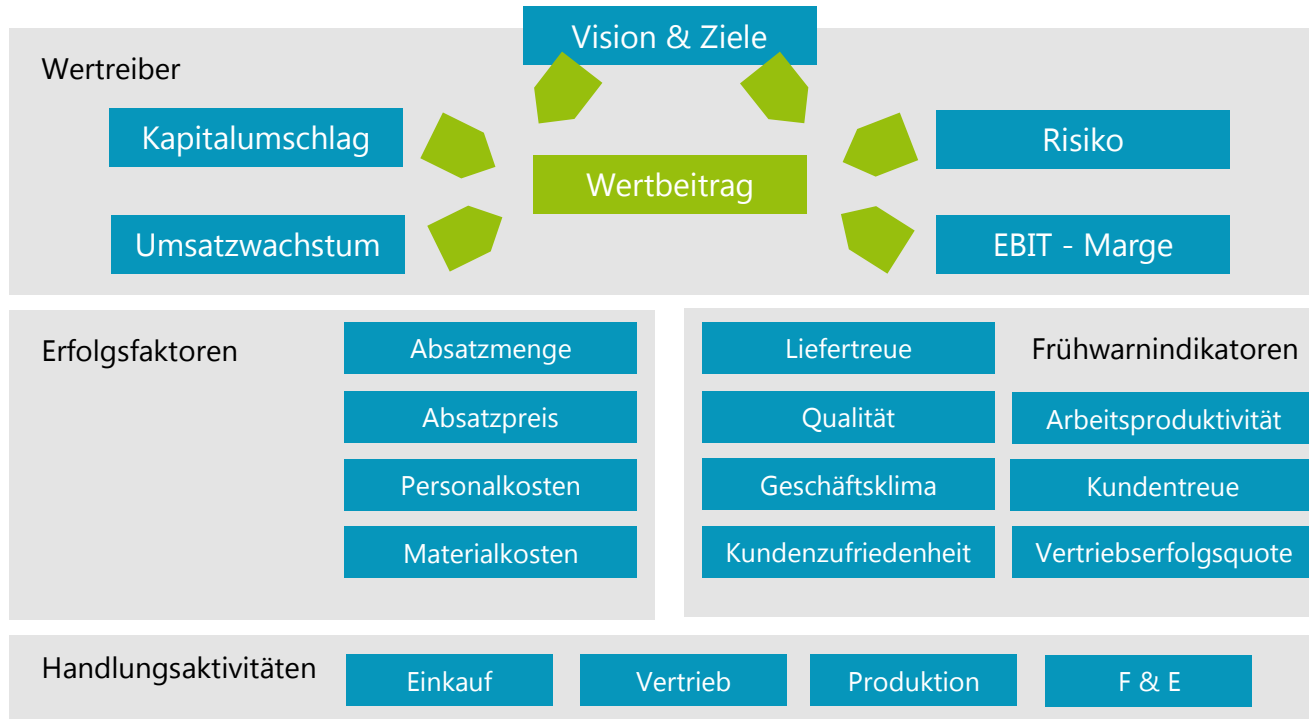 Vision & Ziele
Wertreiber
Kapitalumschlag
Risiko
Wertbeitrag
Umsatzwachstum
EBIT - Marge
Erfolgsfaktoren
Absatzmenge
Absatzpreis
Personalkosten
Materialkosten
Liefertreue
Frühwarnindikatoren
Qualität
Arbeitsproduktivität
Geschäftsklima
Kundentreue
Kundenzufriedenheit
Vertriebserfolgsquote
Handlungsaktivitäten
Einkauf
Vertrieb
Produktion
F & E